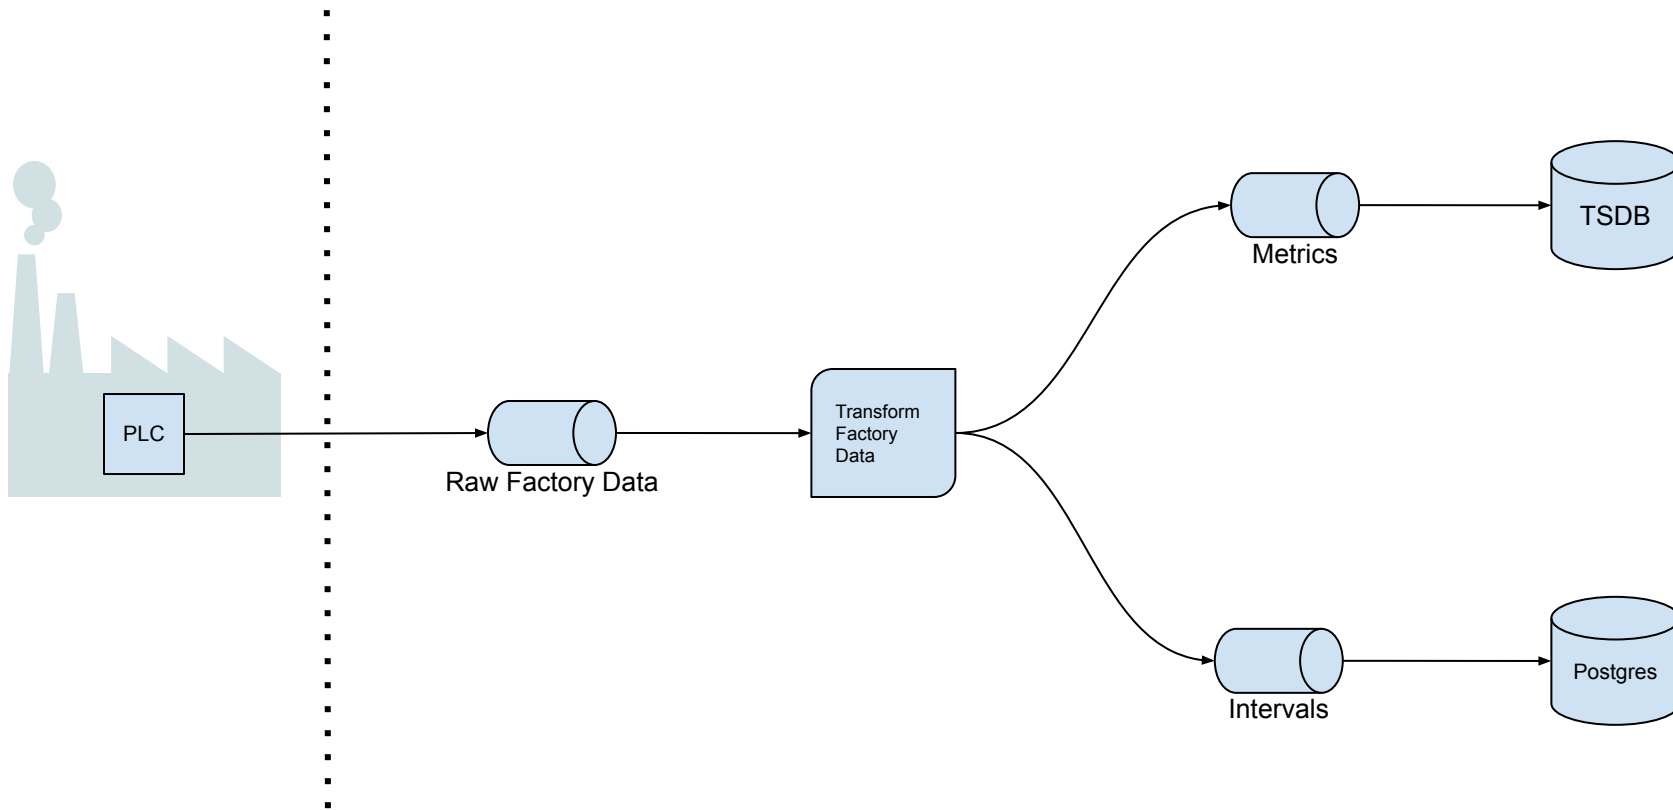 PLC
Raw Factory Data
Transform
Factory
Data
Metrics
TSDB
Intervals
Postgres